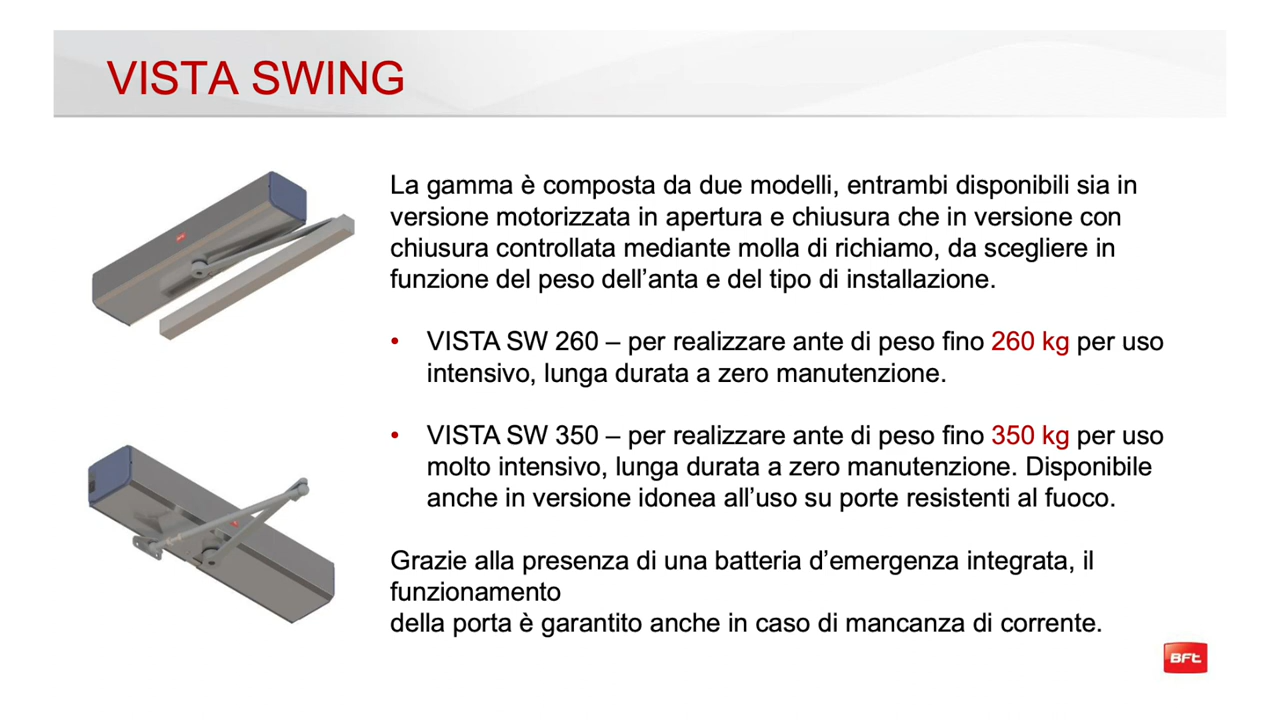 VISTA SWING
La gamma è composta da due modelli, entrambi disponibili sia in
versione motorizzata in apertura e chiusura che in versione con
chiusura controllata mediante molla di richiamo, da scegliere in
funzione del peso dell’anta e del tipo di installazione.
• VISTA SW 260 – per realizzare ante di peso fino 260 kg per uso
intensivo, lunga durata a zero manutenzione.
• VISTA SW 350 – per realizzare ante di peso fino 350 kg per uso
molto intensivo, lunga durata a zero manutenzione. Disponibile
anche in versione idonea all’uso su porte resistenti al fuoco.
Grazie alla presenza di una batteria d’emergenza integrata, il
funzionamento
della porta è garantito anche in caso di mancanza di corrente.
BFt